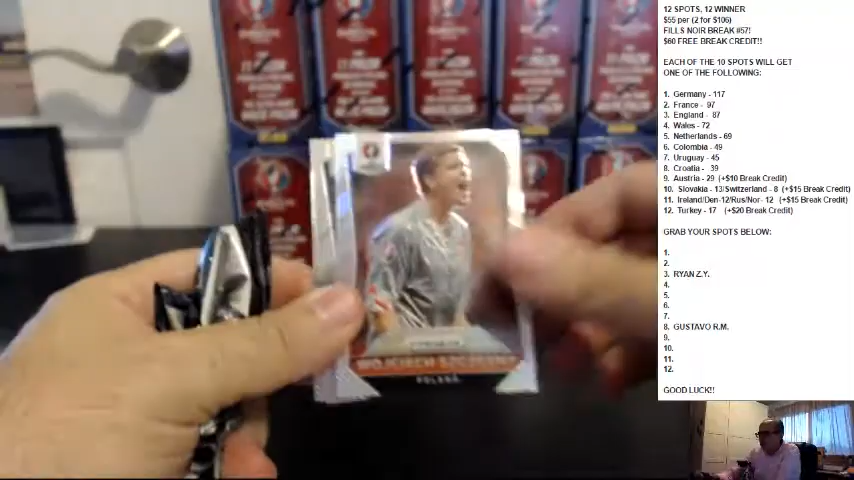 WOJCIECH SZCZESNY
POLAND
12 SPOTS, 12 WINNER
$55 per (2 for $106)
FILLS NOIR BREAK #57!
$60 FREE BREAK CREDIT!!
EACH OF THE 10 SPOTS WILL GET
ONE OF THE FOLLOWING:
1. Germany - 117
2. France - 97
3. England - 87
4. Wales - 72
5. Netherlands - 69
6. Colombia - 49
7. Uruguay - 45
8. Croatia - 39
9. Austria - 29 (+$10 Break Credit)
10. Slovakia - 13/Switzerland - 8 (+$15 Break Credit)
11. Ireland/Den-12/Rus/Nor- 12 (+$15 Break Credit)
12. Turkey - 17 (+$20 Break Credit)
GRAB YOUR SPOTS BELOW:
1.
2.
3. RYAN Z.Y.
4.
5.
6.
7.
8. GUSTAVO R.M.
9.
10.
11.
12.
GOOD LUCK!!